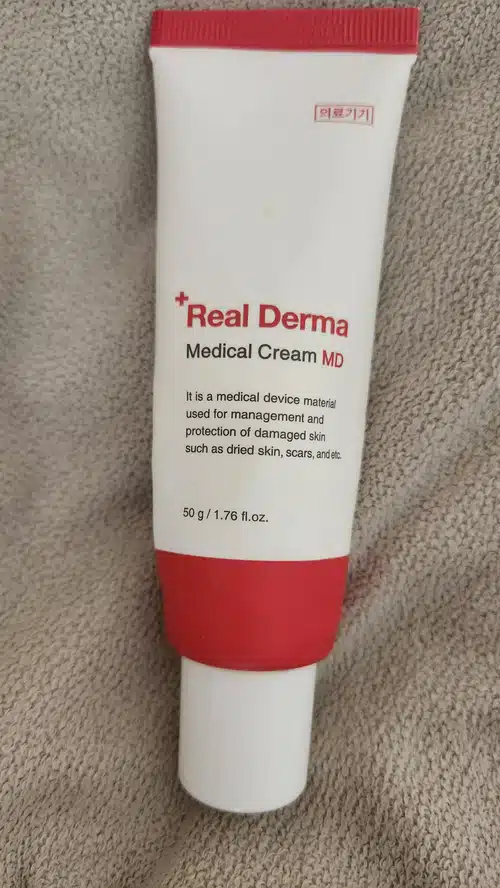 의료기기
+Real Derma
Medical Cream MD
It is a medical device material
used for management and
protection of damaged skin
such as dried skin, scars, and etc.
50 g / 1.76 fl.oz.